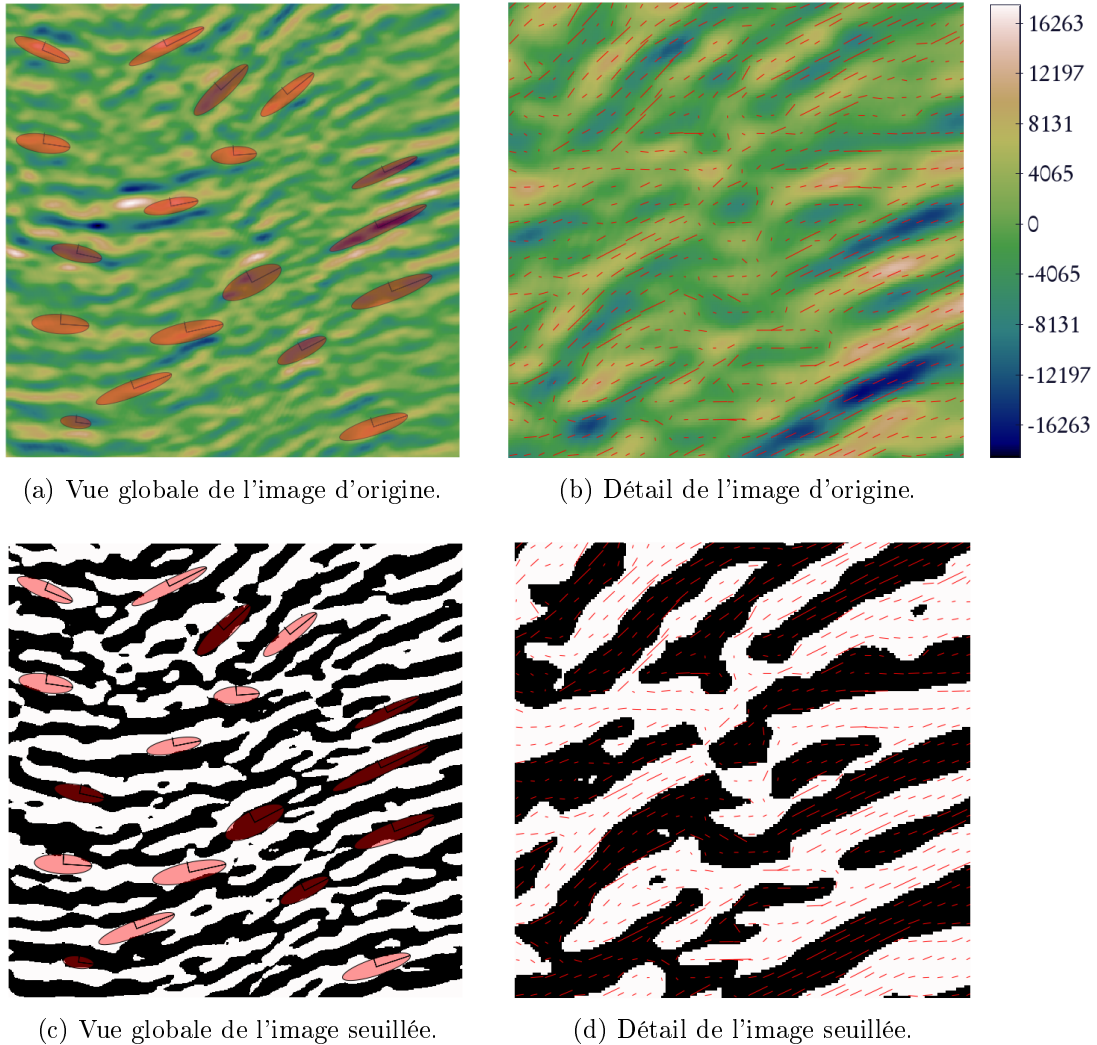 16263
12197
8131
4065
0
-4065
-8131
-12197
-16263
(a) Vue globale de l'image d'origine.
(b) Détail de l'image d'origine.
(c) Vue globale de l'image seuillée.
(d) Détail de l'image seuillée.